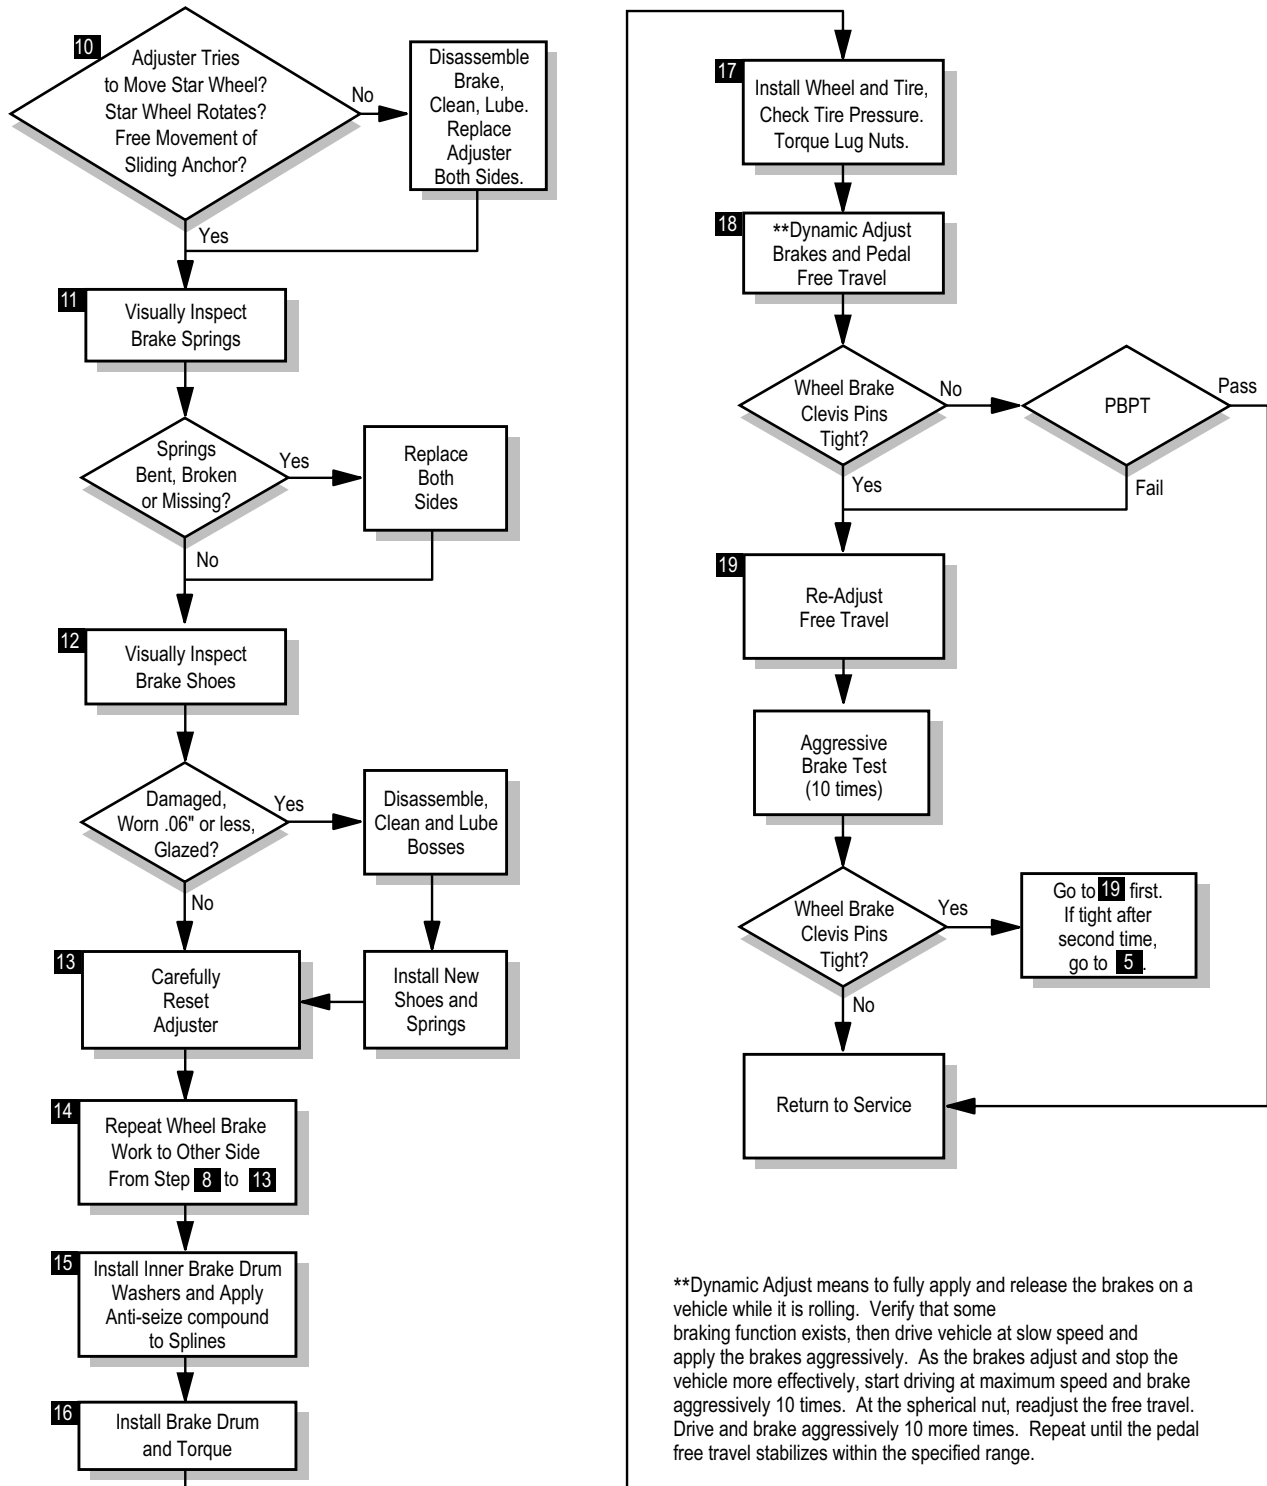 10
Adjuster Tries
to Move Star Wheel?
Star Wheel Rotates?
Free Movement of
Sliding Anchor?
No
Disassemble
Brake,
Clean, Lube.
Replace
Adjuster
Both Sides.
Yes
11
Visually Inspect
Brake Springs
Springs
Bent, Broken
or Missing?
Yes
Replace
Both
Sides
No
12
Visually Inspect
Brake Shoes
Damaged,
Worn .06" or less,
Glazed?
Yes
Disassemble,
Clean and Lube
Bosses
No
13
Carefully
Reset
Adjuster
Install New
Shoes and
Springs
14
Repeat Wheel Brake
Work to Other Side
From Step 8 to 13
15
Install Inner Brake Drum
Washers and Apply
Anti-seize compound
to Splines
16
Install Brake Drum
and Torque
17
Install Wheel and Tire,
Check Tire Pressure.
Torque Lug Nuts.
18
**Dynamic Adjust
Brakes and Pedal
Free Travel
Wheel Brake
Clevis Pins
Tight?
No
PBPT
Pass
Yes
Fail
19
Re-Adjust
Free Travel
Aggressive
Brake Test
(10 times)
Wheel Brake
Clevis Pins
Tight?
Yes
Go to 19 first.
If tight after
second time,
go to 5.
No
Return to Service
**Dynamic Adjust means to fully apply and release the brakes on a
vehicle while it is rolling. Verify that some
braking function exists, then drive vehicle at slow speed and
apply the brakes aggressively. As the brakes adjust and stop the
vehicle more effectively, start driving at maximum speed and brake
aggressively 10 times. At the spherical nut, readjust the free travel.
Drive and brake aggressively 10 more times. Repeat until the pedal
free travel stabilizes within the specified range.